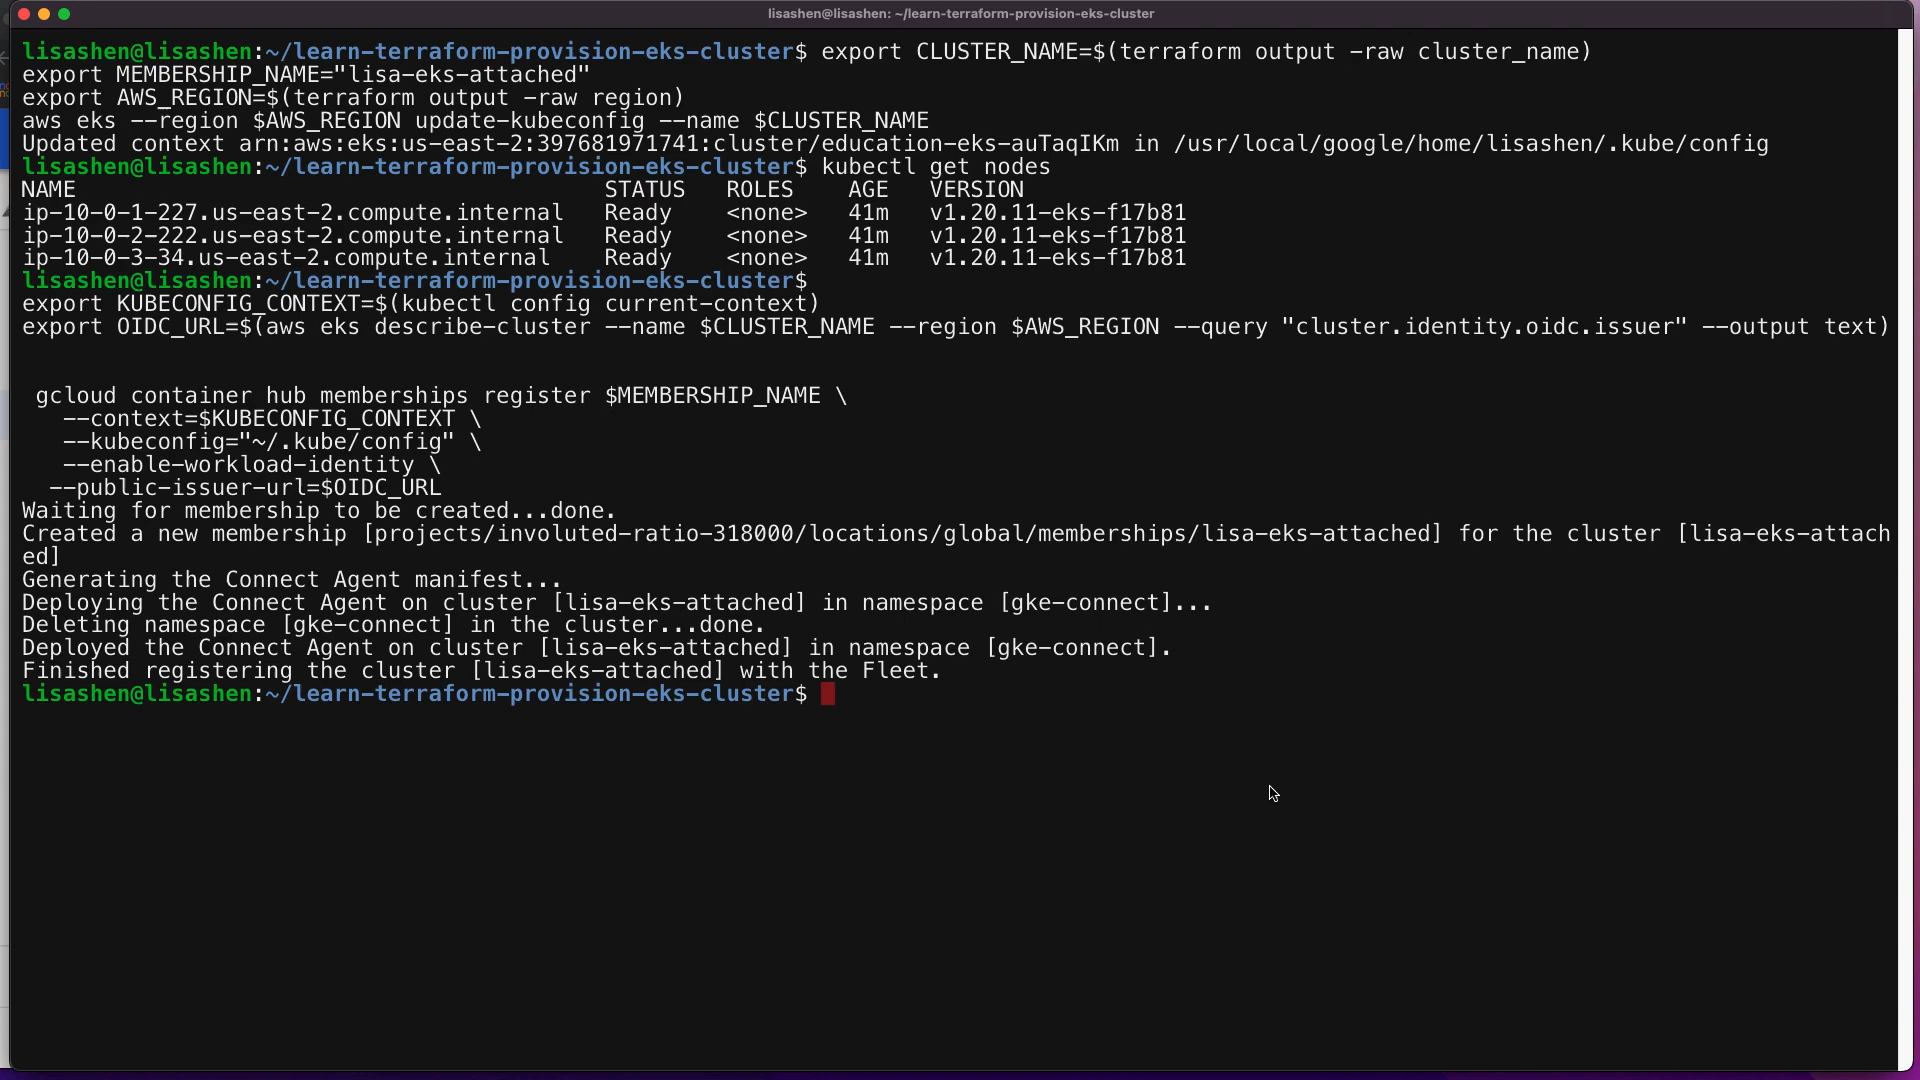 lisashen@lisashen: ~/learn-terraform-provision-eks-cluster
lisashen@lisashen:~/learn-terraform-provision-eks-cluster$ export CLUSTER_NAME=$(terraform output -raw cluster_name)
export MEMBERSHIP_NAME="lisa-eks-attached"
export AWS_REGION=$(terraform output -raw region)
aws eks --region $AWS_REGION update-kubeconfig --name $CLUSTER_NAME
Updated context arn:aws:eks:us-east-2:397681971741:cluster/education-eks-auTaqIKm in /usr/local/google/home/lisashen/.kube/config
lisashen@lisashen:~/learn-terraform-provision-eks-cluster$ kubectl get nodes
NAME STATUS ROLES AGE VERSION
ip-10-0-1-227.us-east-2.compute.internal Ready <none> 41m v1.20.11-eks-f17b81
ip-10-0-2-222.us-east-2.compute.internal Ready <none> 41m v1.20.11-eks-f17b81
ip-10-0-3-34.us-east-2.compute.internal Ready <none> 41m v1.20.11-eks-f17b81
lisashen@lisashen:~/learn-terraform-provision-eks-cluster$
export KUBECONFIG_CONTEXT=$(kubectl config current-context)
export OIDC_URL=$(aws eks describe-cluster --name $CLUSTER_NAME --region $AWS_REGION --query "cluster.identity.oidc.issuer" --output text)
gcloud container hub memberships register $MEMBERSHIP_NAME \
--context=$KUBECONFIG_CONTEXT \
--kubeconfig="~/.kube/config" \
--enable-workload-identity \
--public-issuer-url=$OIDC_URL
Waiting for membership to be created...done.
Created a new membership [projects/involuted-ratio-318000/locations/global/memberships/lisa-eks-attached] for the cluster [lisa-eks-attach
ed]
Generating the Connect Agent manifest...
Deploying the Connect Agent on cluster [lisa-eks-attached] in namespace [gke-connect]...
Deleting namespace [gke-connect] in the cluster...done.
Deployed the Connect Agent on cluster [lisa-eks-attached] in namespace [gke-connect].
Finished registering the cluster [lisa-eks-attached] with the Fleet.
lisashen@lisashen:~/learn-terraform-provision-eks-cluster$